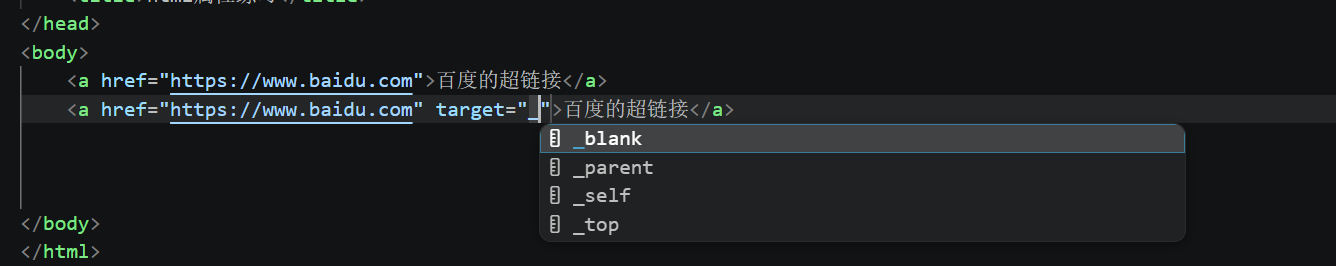 </head>
<body>
<a href="https://www.baidu.com">百度的超链接</a>
<a href="https://www.baidu.com" target="_">百度的超链接</a>
_blank
_parent
_self
_top
</body>
</html>